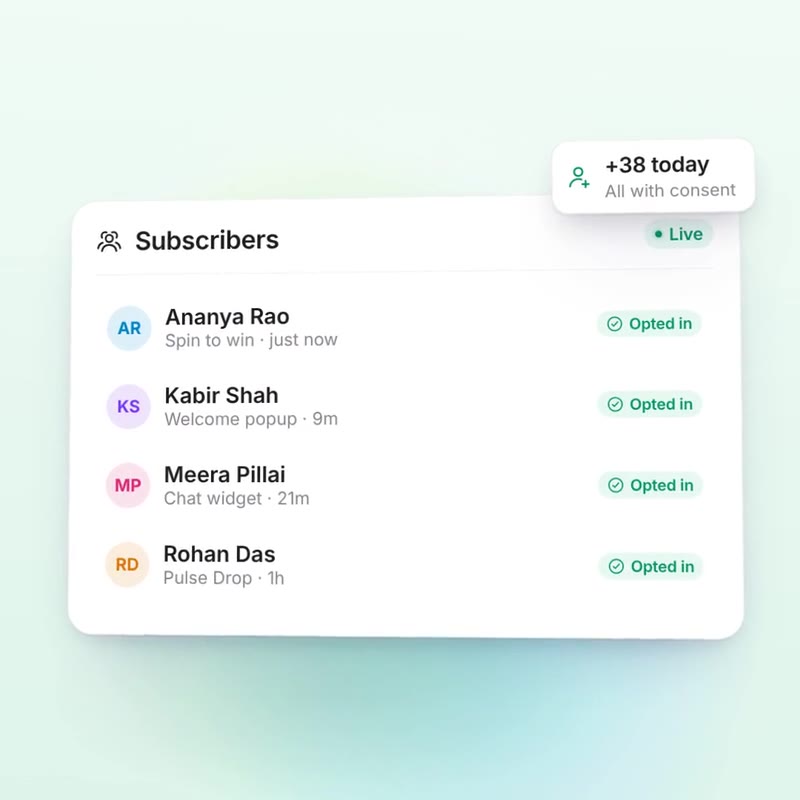 +38 today
All with consent
Subscribers
Live
AR
Ananya Rao
Spin to win · just now
Opted in
KS
Kabir Shah
Welcome popup · 9m
Opted in
MP
Meera Pillai
Chat widget · 21m
Opted in
RD
Rohan Das
Pulse Drop · 1h
Opted in